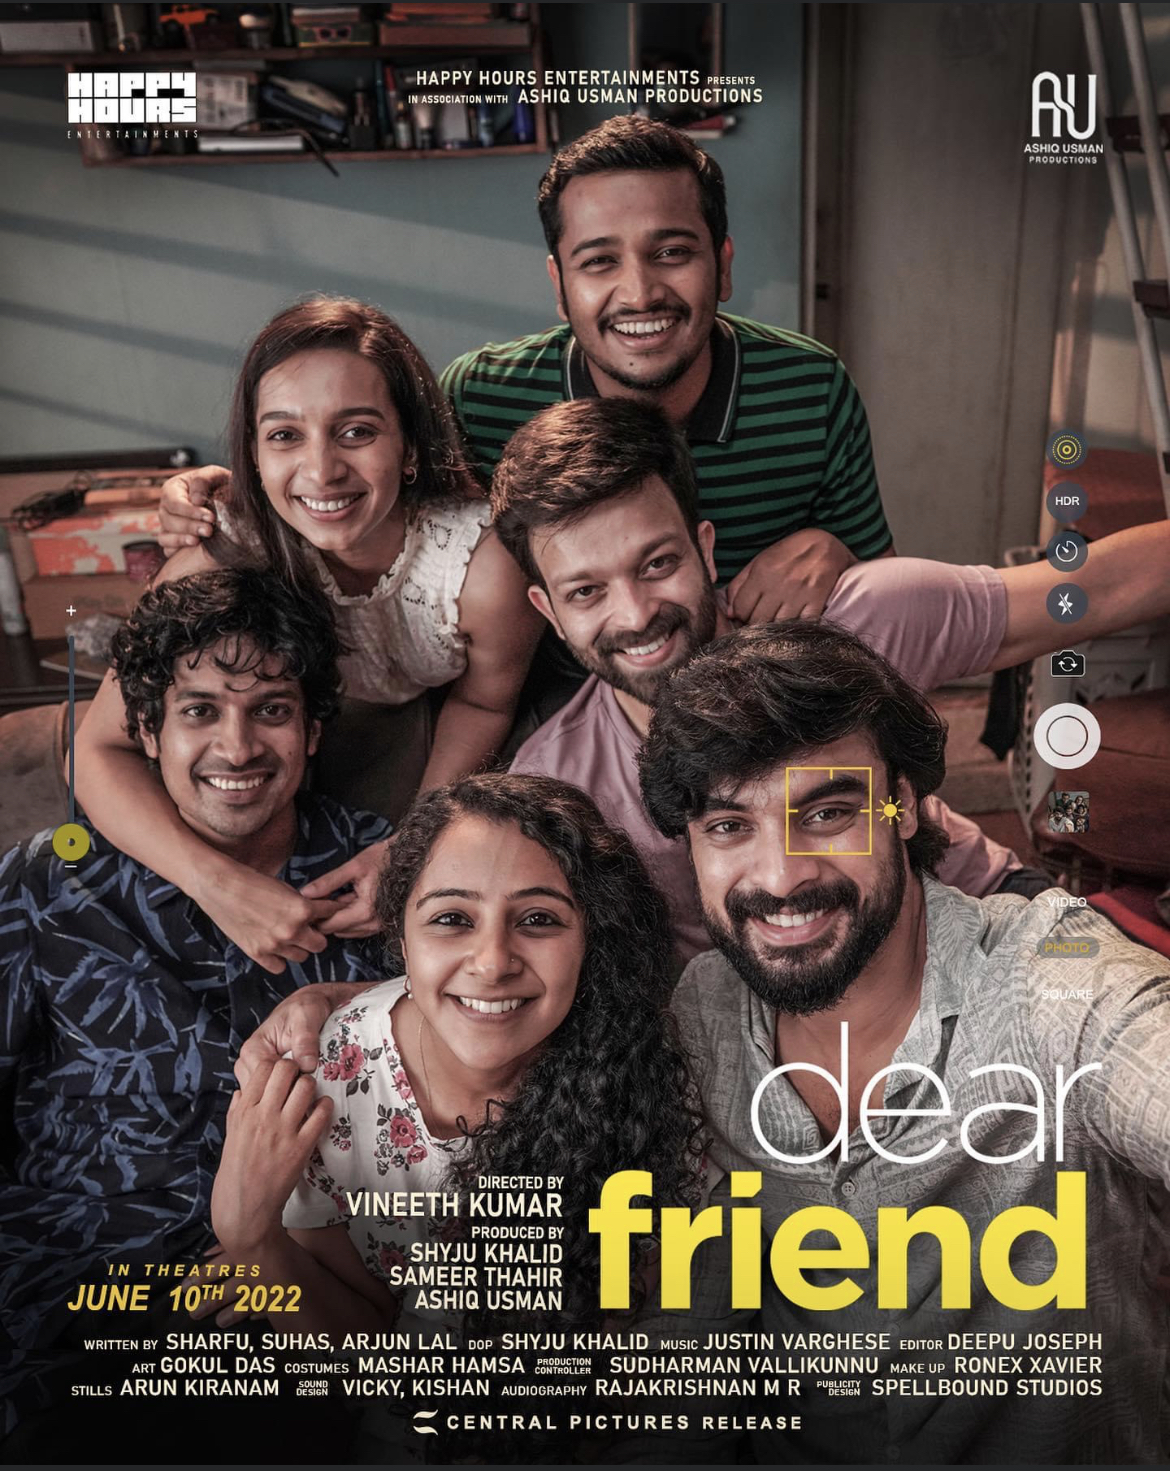 HAPPY HOURS
ENTERTAINMENTS
HAPPY HOURS ENTERTAINMENTS PRESENTS
IN ASSOCIATION WITH ASHIQ USMAN PRODUCTIONS
AU
ASHIQ USMAN
PRODUCTIONS
HDR
+
−
VIDEO
PHOTO
SQUARE
dear
friend
DIRECTED BY
VINEETH KUMAR
PRODUCED BY
SHYJU KHALID
SAMEER THAHIR
ASHIQ USMAN
IN THEATRES
JUNE 10TH 2022
WRITTEN BY SHARFU, SUHAS, ARJUN LAL DOP SHYJU KHALID MUSIC JUSTIN VARGHESE EDITOR DEEPU JOSEPH
ART GOKUL DAS COSTUMES MASHAR HAMSA PRODUCTION CONTROLLER SUDHARMAN VALLIKUNNU MAKE UP RONEX XAVIER
STILLS ARUN KIRANAM SOUND DESIGN VICKY, KISHAN AUDIOGRAPHY RAJAKRISHNAN M R PUBLICITY DESIGN SPELLBOUND STUDIOS
CENTRAL PICTURES RELEASE